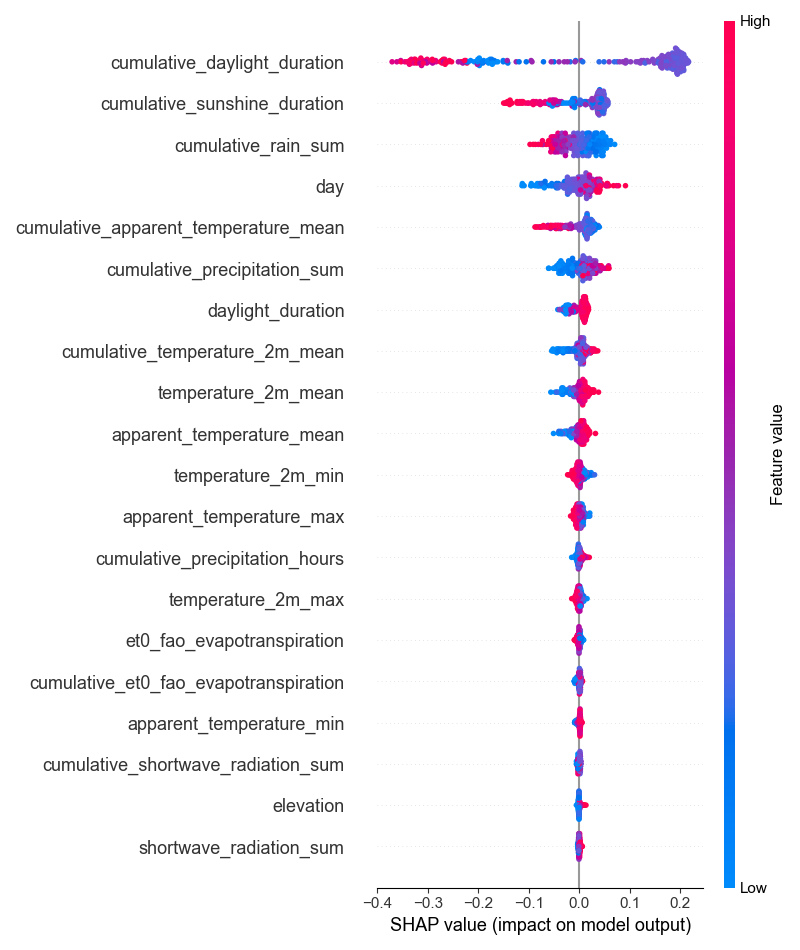 High
cumulative_daylight_duration
cumulative_sunshine_duration
cumulative_rain_sum
day
cumulative_apparent_temperature_mean
cumulative_precipitation_sum
daylight_duration
cumulative_temperature_2m_mean
temperature_2m_mean
apparent_temperature_mean
temperature_2m_min
apparent_temperature_max
cumulative_precipitation_hours
temperature_2m_max
et0_fao_evapotranspiration
cumulative_et0_fao_evapotranspiration
apparent_temperature_min
cumulative_shortwave_radiation_sum
elevation
shortwave_radiation_sum
Feature value
Low
−0.4 −0.3 −0.2 −0.1 0.0 0.1 0.2
SHAP value (impact on model output)